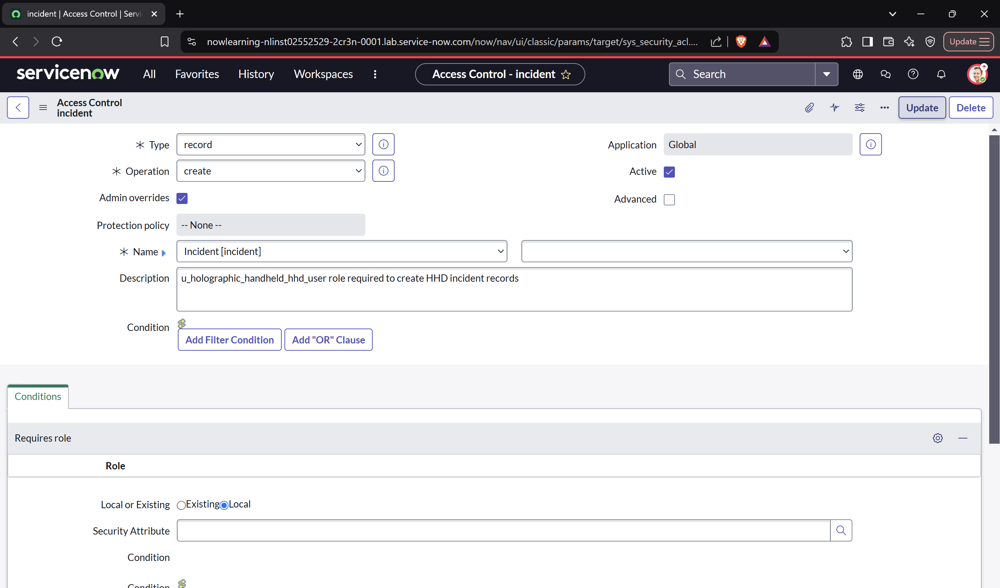 incident | Access Control | Servi
nowlearning-nlinst02552529-2cr3n-0001.lab.service-now.com/now/nav/ui/classic/params/target/sys_security_acl....
Update
servicenow
All
Favorites
History
Workspaces
Access Control - incident
Search
Access Control
incident
Update
Delete
Type
record
Application
Global
Operation
create
Active
Admin overrides
Advanced
Protection policy
-- None --
Name
Incident [incident]
Description
u_holographic_handheld_hhd_user role required to create HHD incident records
Condition
Add Filter Condition
Add "OR" Clause
Conditions
Requires role
Role
Local or Existing
Existing
Local
Security Attribute
Condition
Condition